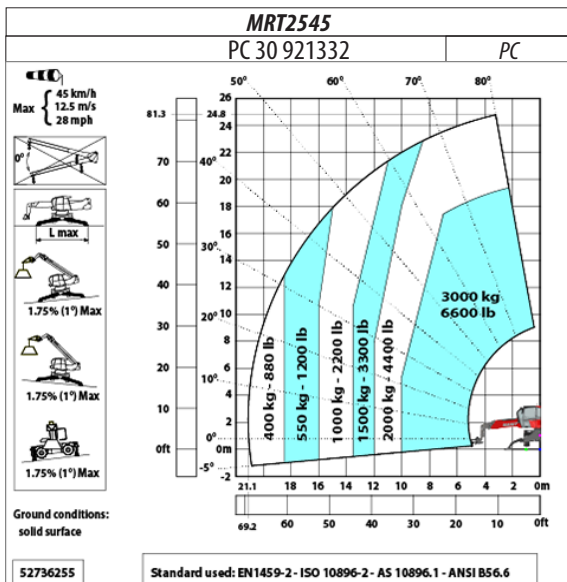 MRT2545
PC 30 921332 PC
Max { 45 km/h
12.5 m/s
28 mph
0°
L max
1.75% (1°) Max
1.75% (1°) Max
1.75% (1°) Max
Ground conditions:
solid surface
52736255
50° 60° 70° 80°
40°
30°
20°
10°
0°
-5°
81.3
70
60
50
40
30
20
10
0ft
26
24.8
24
22
20
18
16
14
12
10
8
6
4
2
0m
-2
400 kg - 880 lb
550 kg - 1200 lb
1000 kg - 2200 lb
1500 kg - 3300 lb
2000 kg - 4400 lb
3000 kg
6600 lb
21.1 18 16 14 12 10 8 6 4 2 0m
69.2 60 50 40 30 20 10 0ft
Standard used: EN1459-2 - ISO 10896-2 - AS 10896.1 - ANSI B56.6